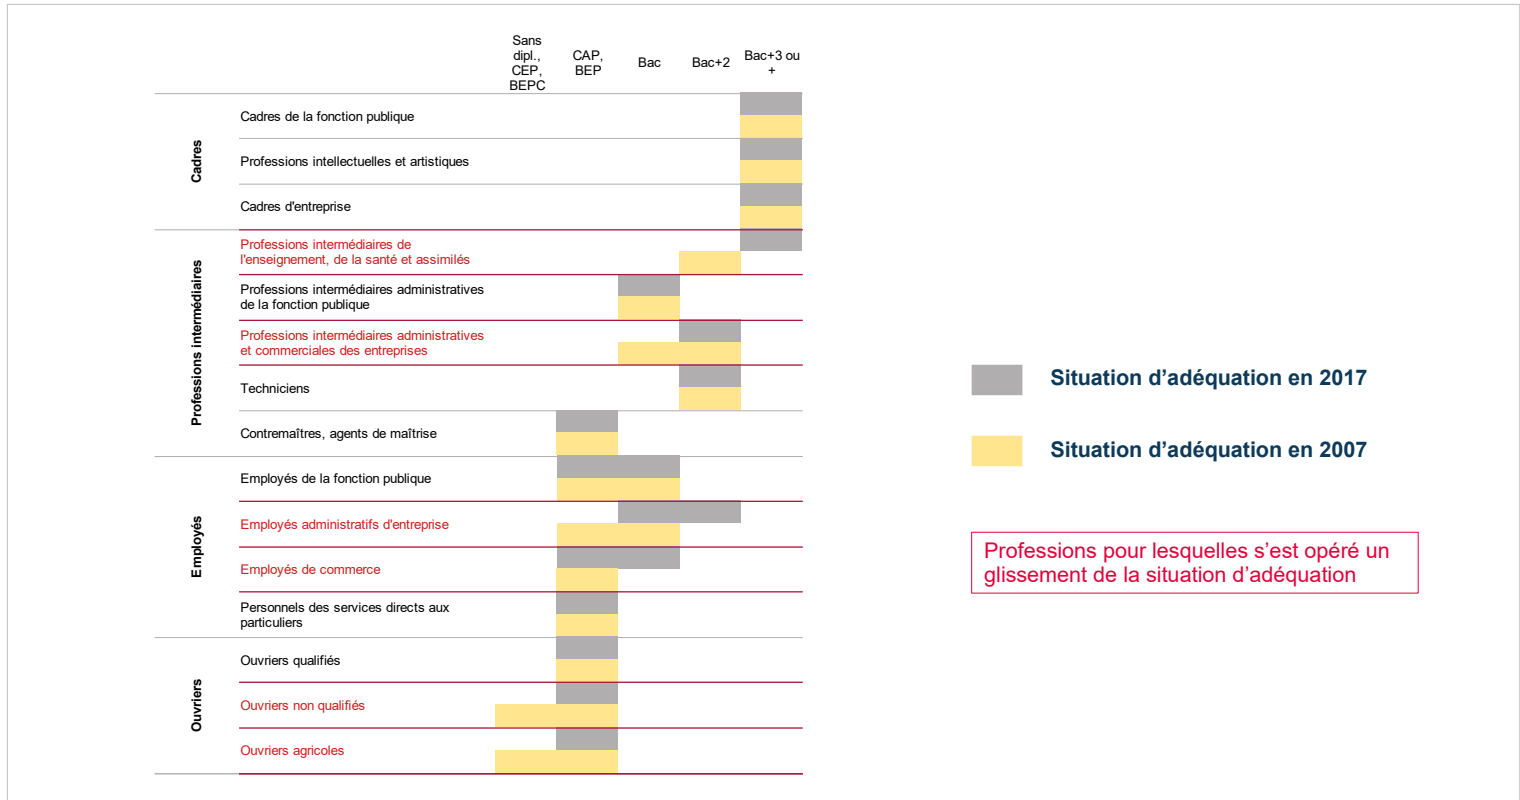 Sans
dipl.,
CEP,
BEPC
CAP,
BEP
Bac
Bac+2
Bac+3 ou
+
Cadres
Cadres de la fonction publique
Professions intellectuelles et artistiques
Cadres d'entreprise
Professions intermédiaires
Professions intermédiaires de
l'enseignement, de la santé et assimilés
Professions intermédiaires administratives
de la fonction publique
Professions intermédiaires administratives
et commerciales des entreprises
Techniciens
Contremaîtres, agents de maîtrise
Employés
Employés de la fonction publique
Employés administratifs d'entreprise
Employés de commerce
Personnels des services directs aux
particuliers
Ouvriers
Ouvriers qualifiés
Ouvriers non qualifiés
Ouvriers agricoles
Situation d’adéquation en 2017
Situation d’adéquation en 2007
Professions pour lesquelles s’est opéré un
glissement de la situation d’adéquation